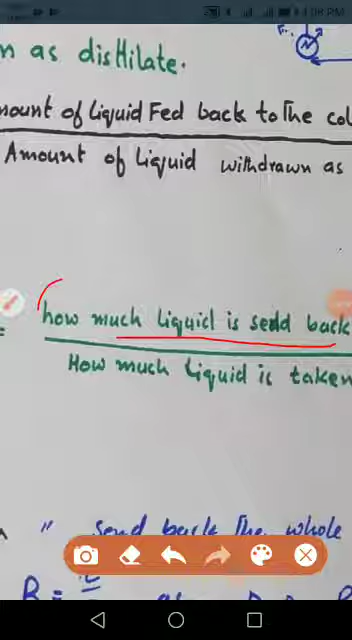 n as distillate.
mount of Liquid Fed back to The col
Amount of Liquid withdrawn as
= how much Liquid is send back
How much Liquid is taken
" send back The whole
R =